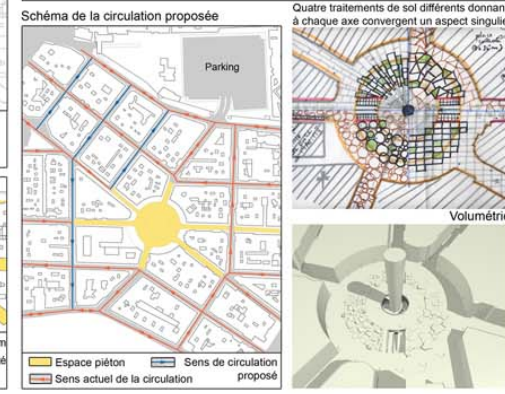 Schéma de la circulation proposée
Parking
Espace piéton
Sens de circulation
proposé
Sens actuel de la circulation
Quatre traitements de sol différents donnan
à chaque axe convergent un aspect singulie
Volumétrie